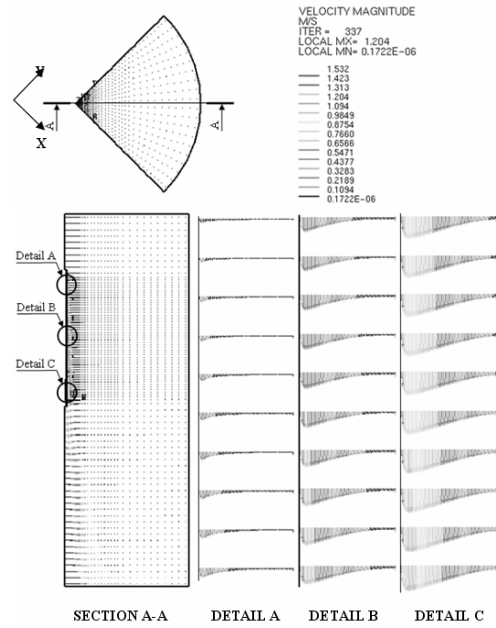 VELOCITY MAGNITUDE
M/S
ITER = 337
LOCAL MX= 1.204
LOCAL MN= 0.1722E-06
1.532
1.423
1.313
1.204
1.094
0.9849
0.8754
0.7660
0.6566
0.5471
0.4377
0.3283
0.2189
0.1094
0.1722E-06
Y
X
A
A
Detail A
Detail B
Detail C
SECTION A-A
DETAIL A
DETAIL B
DETAIL C